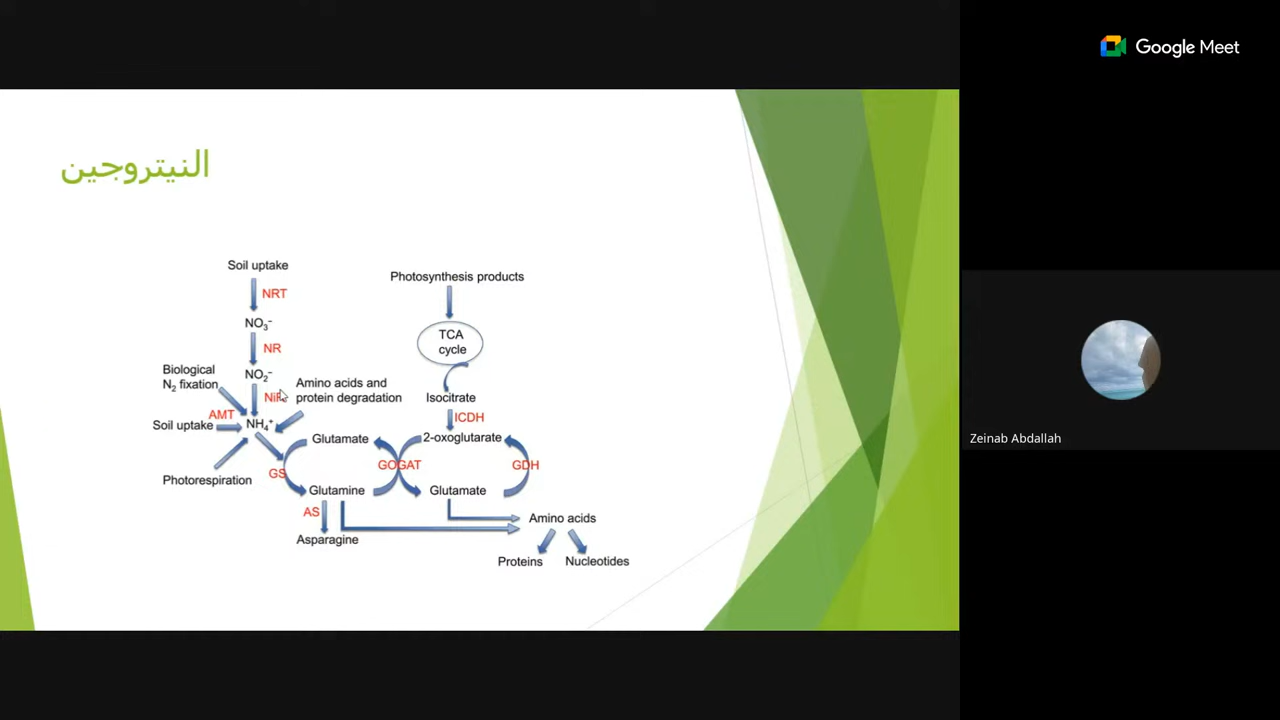 Google Meet
النيتروجين
Soil uptake
NRT
NO₃⁻
NR
NO₂⁻
Biological
N₂ fixation
Amino acids and
protein degradation
AMT
Soil uptake
NH₄⁺
Photorespiration
GS
Glutamate
Glutamine
AS
Asparagine
Photosynthesis products
TCA
cycle
Isocitrate
ICDH
2-oxoglutarate
GOGAT
GDH
Glutamate
Amino acids
Proteins
Nucleotides
Zeinab Abdallah